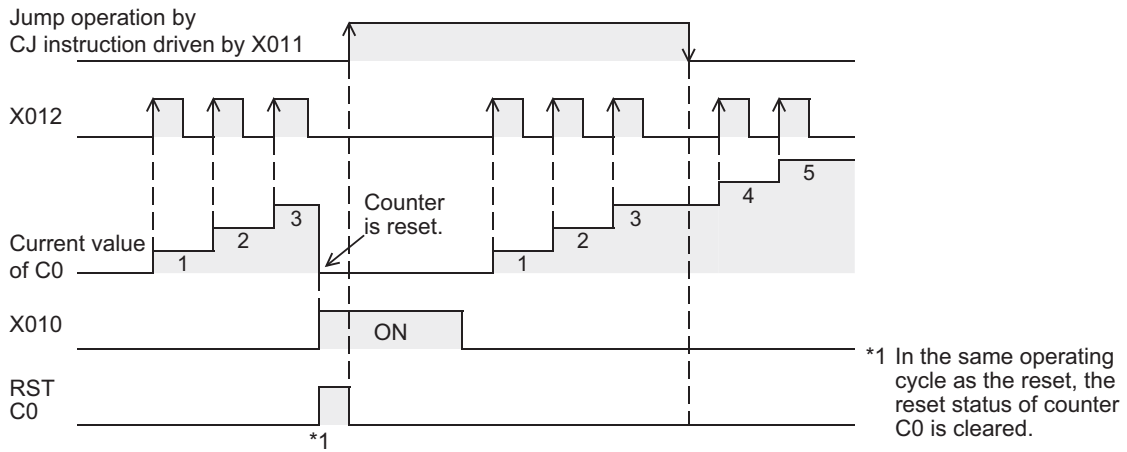 Jump operation by
CJ instruction driven by X011
X012
Current value
of C0
1
2
3
Counter
is reset.
1
2
3
4
5
X010
ON
RST
C0
*1
*1 In the same operating
cycle as the reset, the
reset status of counter
C0 is cleared.